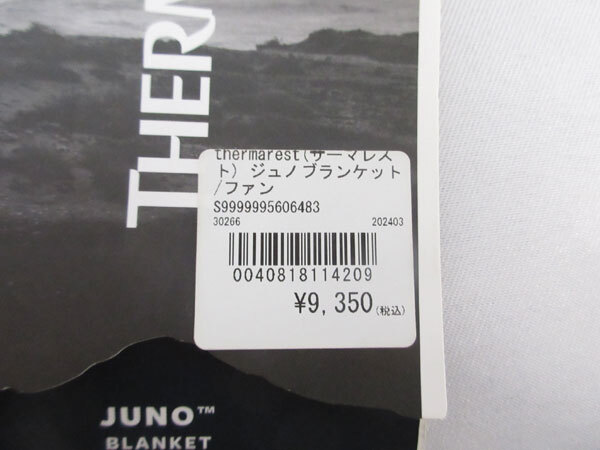 THERM
thermarest(サーマレス
ト) ジュノブランケット
/ファン
S9999995606483
30266 202403
0040818114209
¥9,350(税込)
JUNO™
BLANKET